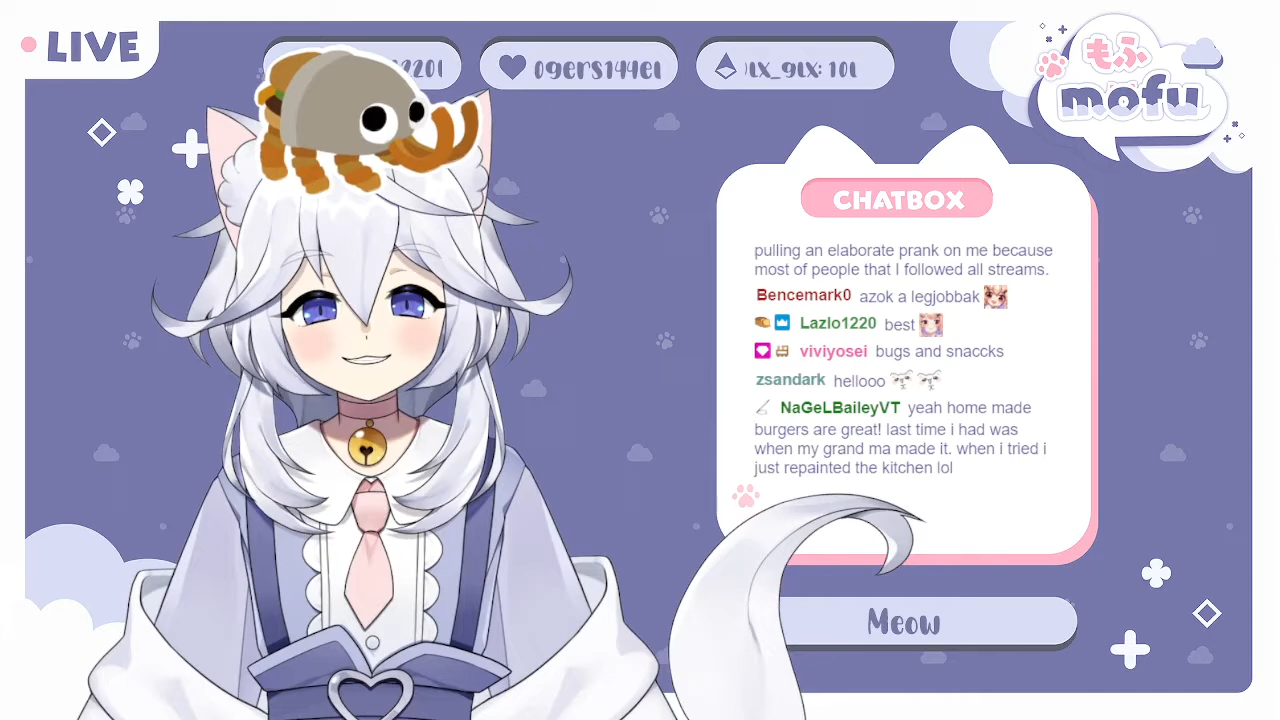 LIVE
もふ
mofu
CHATBOX
pulling an elaborate prank on me because
most of people that I followed all streams.
Bencemark0 azok a legjobbak
Lazlo1220 best
viviyosei bugs and snaccks
zsandark hellooo
NaGeLBaileyVT yeah home made
burgers are great! last time i had was
when my grand ma made it. when i tried i
just repainted the kitchen lol
Meow